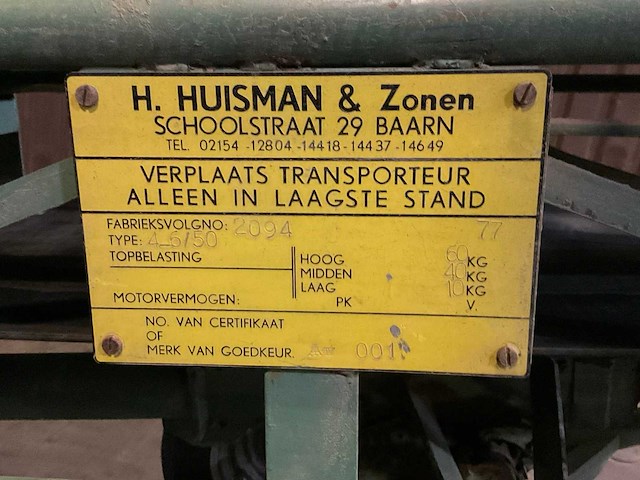 H. HUISMAN & Zonen
SCHOOLSTRAAT 29 BAARN
TEL. 02154 -12804 -14418 -14437 -14649
VERPLAATS TRANSPORTEUR
ALLEEN IN LAAGSTE STAND
FABRIEKSVOLGNO: 2094 77
TYPE: 4_6/50
TOPBELASTING
HOOG 60 KG
MIDDEN 40 KG
LAAG 10 KG
MOTORVERMOGEN: PK V.
NO. VAN CERTIFIKAAT
OF
MERK VAN GOEDKEUR. 001